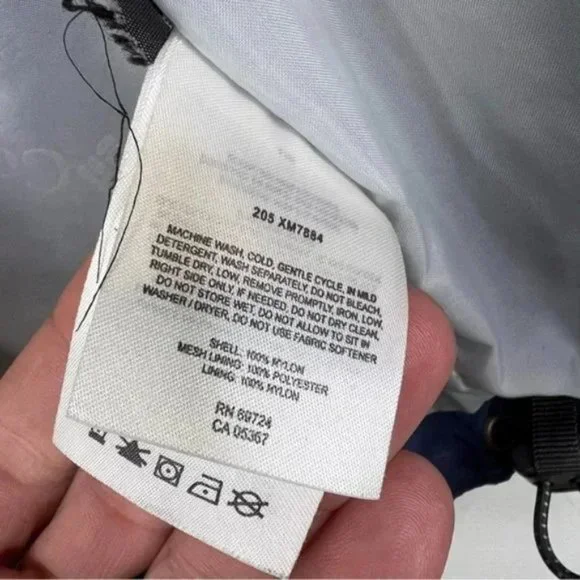 205 XM7884
MACHINE WASH, COLD, GENTLE CYCLE, IN MILD
DETERGENT, WASH SEPARATELY, DO NOT BLEACH,
TUMBLE DRY, LOW, REMOVE PROMPTLY, IRON, LOW,
RIGHT SIDE ONLY, IF NEEDED, DO NOT DRY CLEAN,
DO NOT STORE WET, DO NOT ALLOW TO SIT IN
WASHER / DRYER, DO NOT USE FABRIC SOFTENER
SHELL: 100% NYLON
MESH LINING: 100% POLYESTER
LINING: 100% NYLON
RN 69724
CA 05367